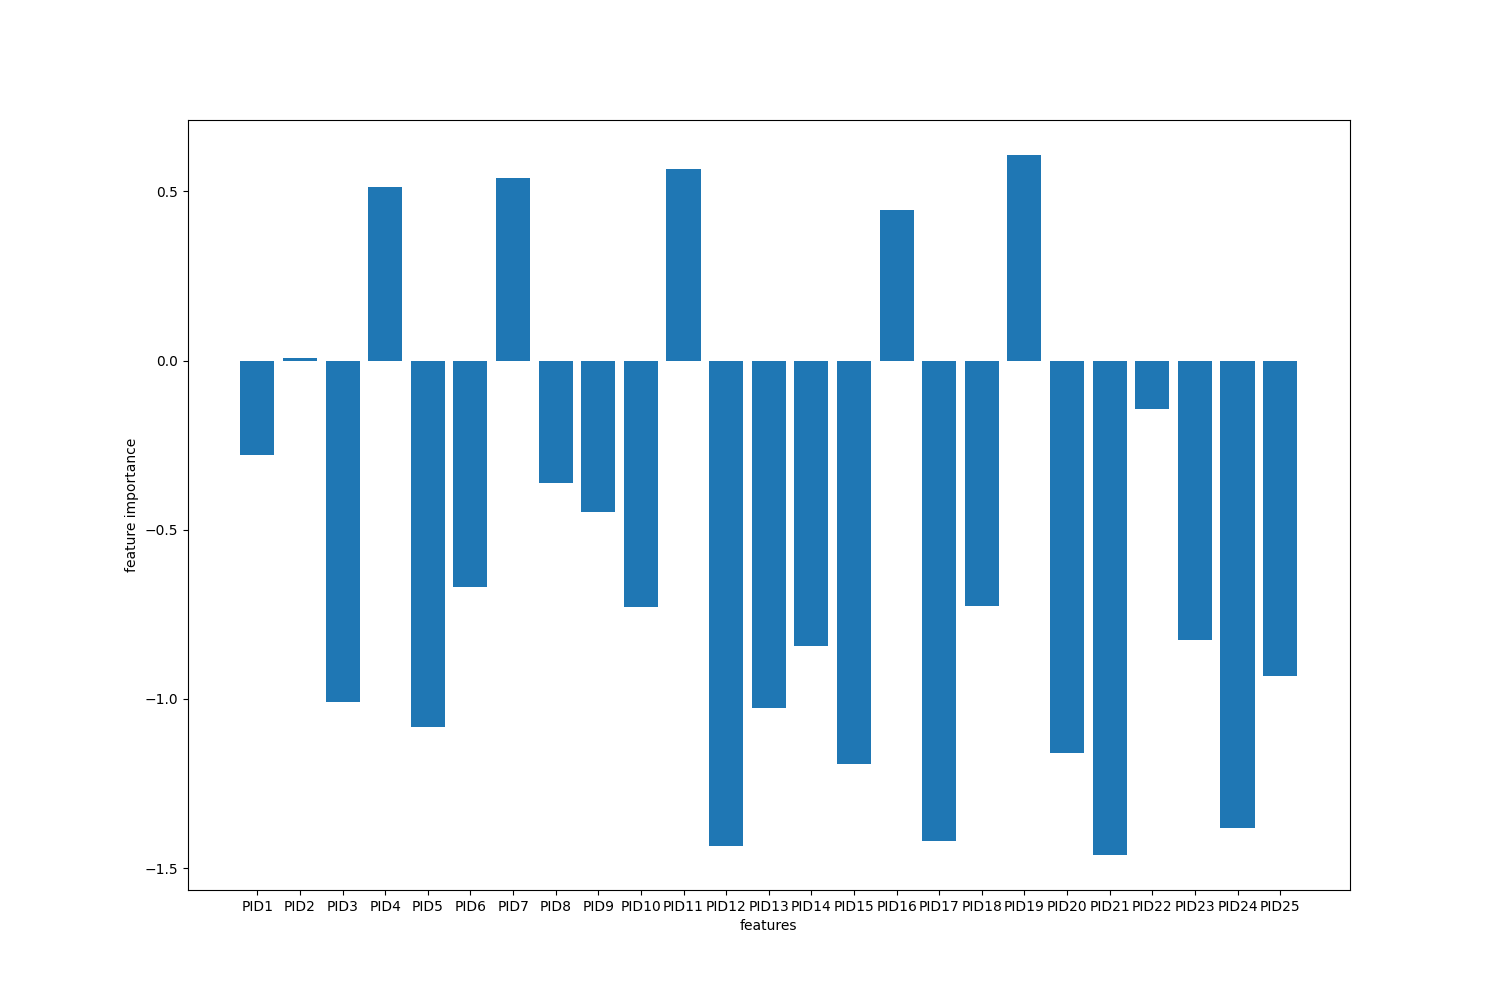 0.5
0.0
−0.5
−1.0
−1.5
feature importance
PID1 PID2 PID3 PID4 PID5 PID6 PID7 PID8 PID9 PID10 PID11 PID12 PID13 PID14 PID15 PID16 PID17 PID18 PID19 PID20 PID21 PID22 PID23 PID24 PID25
features